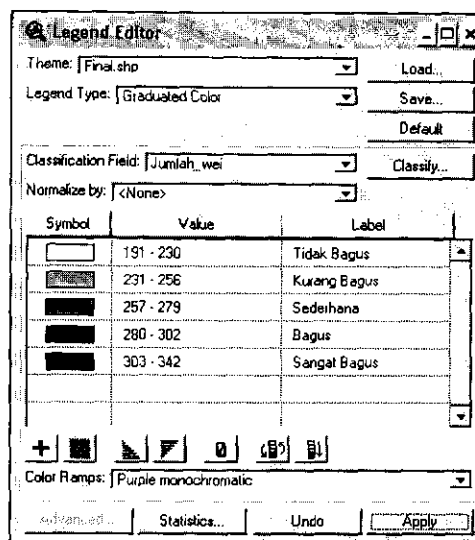 Legend Editor
Theme: Final.shp
Load...
Legend Type: Graduated Color
Save...
Default
Classification Field: Jumlah_wei
Classify...
Normalize by: <None>
Symbol Value Label
191 - 230 Tidak Bagus
231 - 256 Kurang Bagus
257 - 279 Sederhana
280 - 302 Bagus
303 - 342 Sangat Bagus
Color Ramps: Purple monochromatic
Advanced... Statistics... Undo Apply